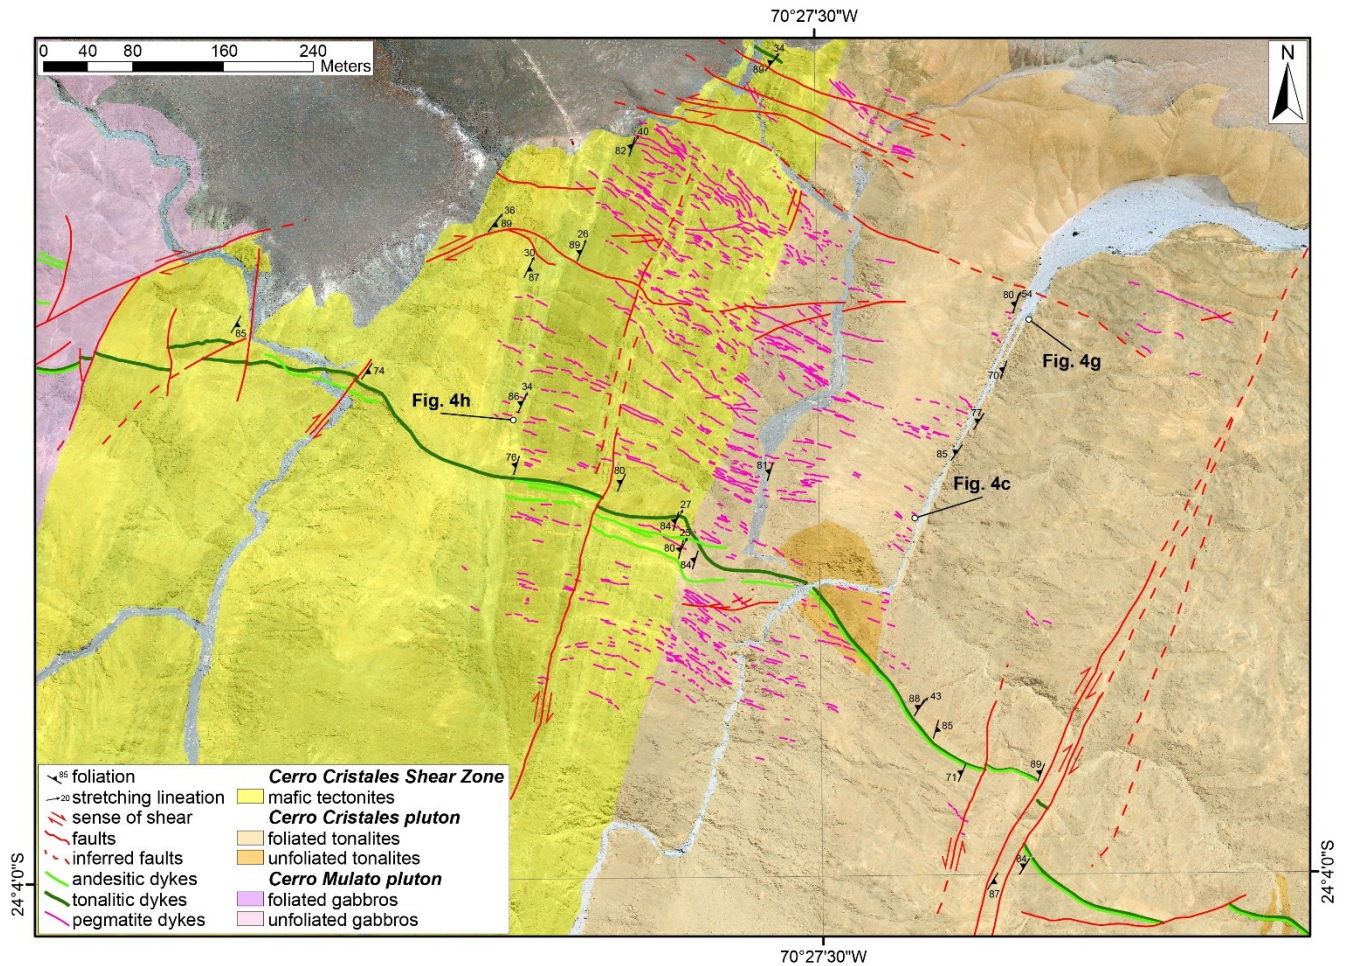 70°27'30"W
0 40 80 160 240
Meters
N
34
89
40
82
36
89
26
89
30
87
80 54
85
Fig. 4g
74
70
34
86
Fig. 4h
77
85
76
80
81
Fig. 4c
27
84
25
80
84
88 43
85
89
71
84
87
85 foliation
20 stretching lineation
sense of shear
faults
inferred faults
andesitic dykes
tonalitic dykes
pegmatite dykes
Cerro Cristales Shear Zone
mafic tectonites
Cerro Cristales pluton
foliated tonalites
unfoliated tonalites
Cerro Mulato pluton
foliated gabbros
unfoliated gabbros
24°4'0"S
24°4'0"S
70°27'30"W